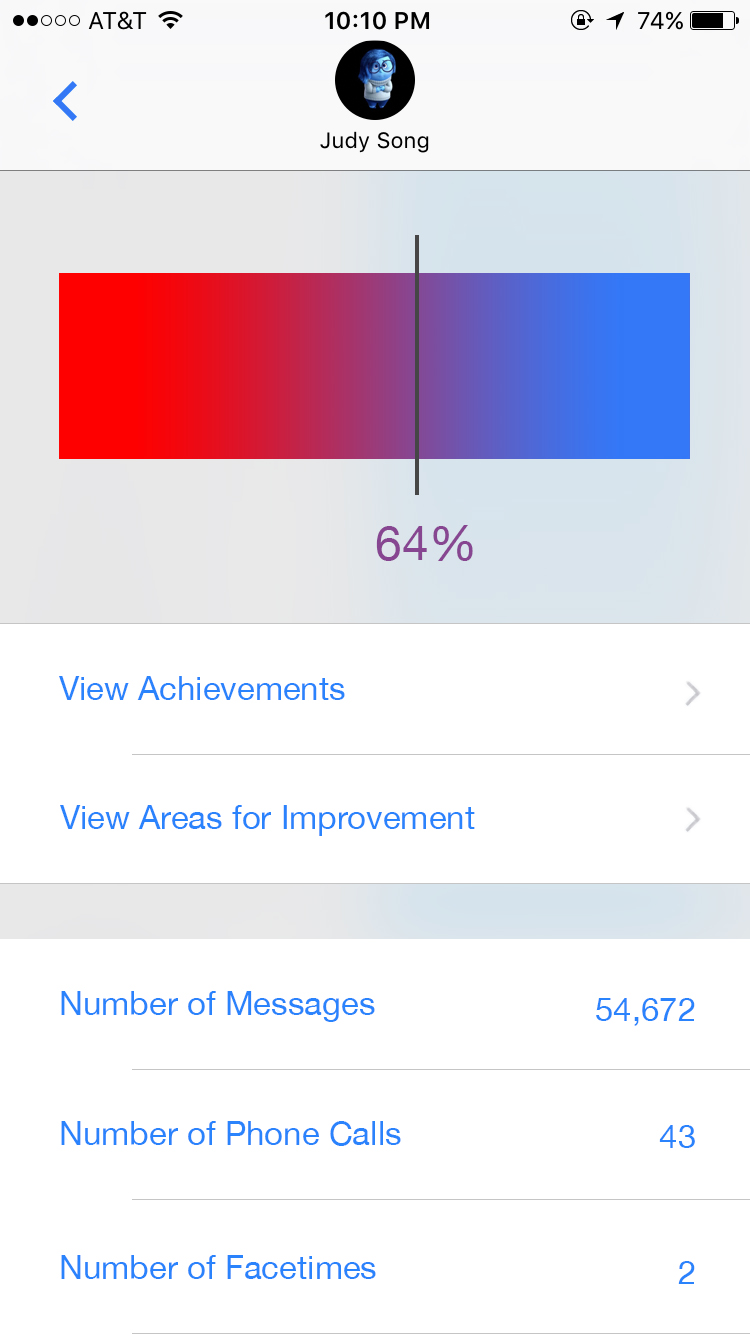 AT&T 10:10 PM 74%
Judy Song
64%
View Achievements
View Areas for Improvement
Number of Messages 54,672
Number of Phone Calls 43
Number of Facetimes 2